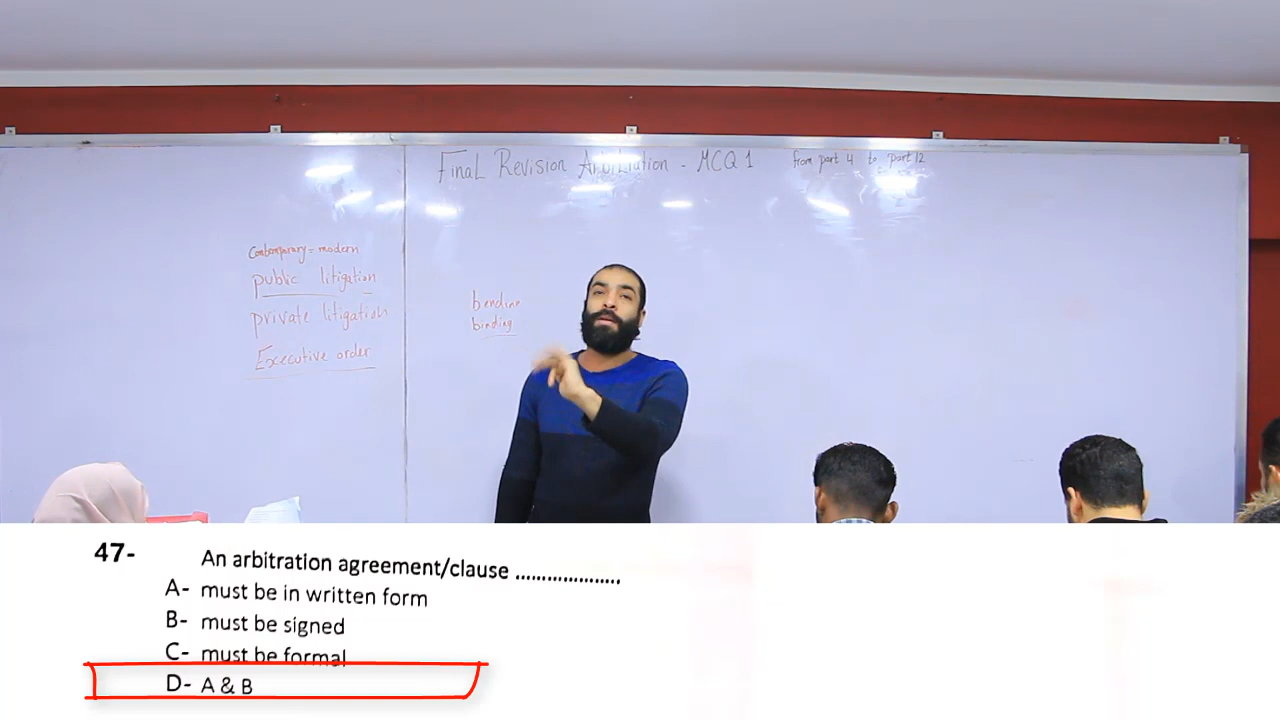 Final Revision Arbitration - MCQ 1 from part 4 to part 12
Contemporary = modern
public litigation
private litigation
Executive order
bending
binding
47- An arbitration agreement/clause .....................
A- must be in written form
B- must be signed
C- must be formal
D- A & B